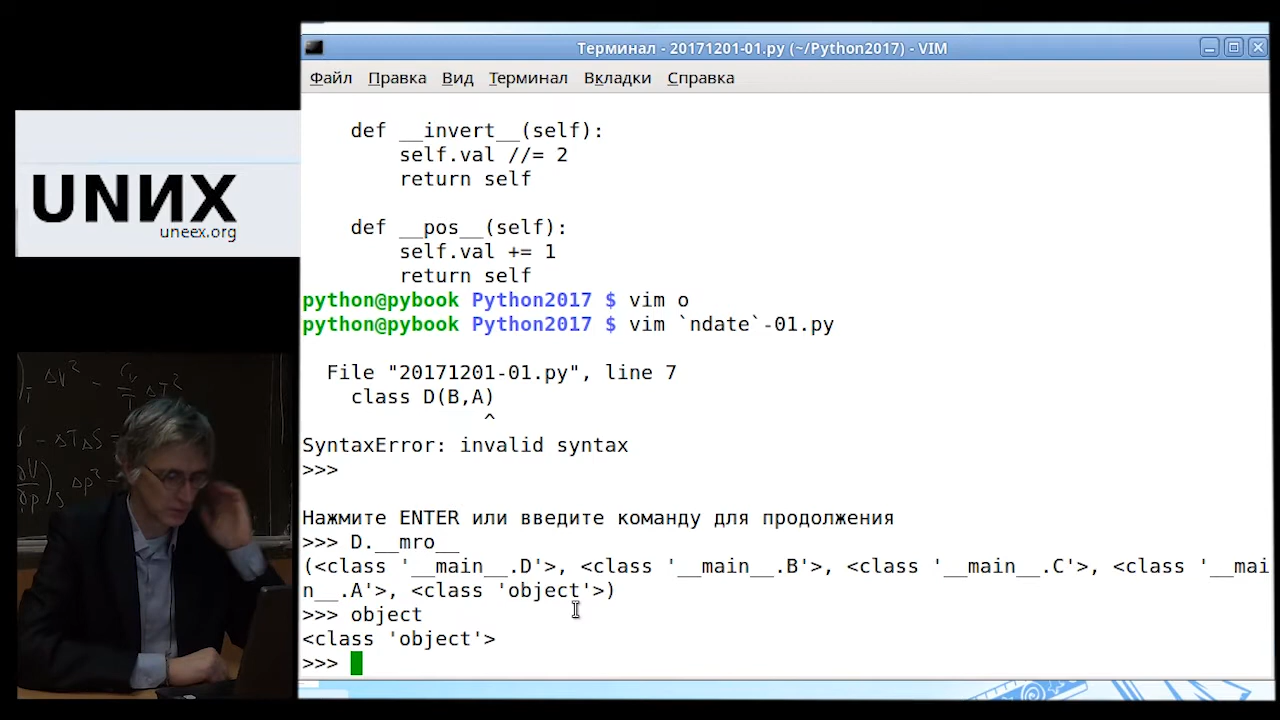 Терминал - 20171201-01.py (~/Python2017) - VIM
Файл Правка Вид Терминал Вкладки Справка
def __invert__(self):
self.val //= 2
return self
def __pos__(self):
self.val += 1
return self
python@pybook Python2017 $ vim o
python@pybook Python2017 $ vim `ndate`-01.py
File "20171201-01.py", line 7
class D(B,A)
^
SyntaxError: invalid syntax
>>>
Нажмите ENTER или введите команду для продолжения
>>> D.__mro__
(<class '__main__.D'>, <class '__main__.B'>, <class '__main__.C'>, <class '__mai
n__.A'>, <class 'object'>)
>>> object
<class 'object'>
>>>
UNИX
uneex.org